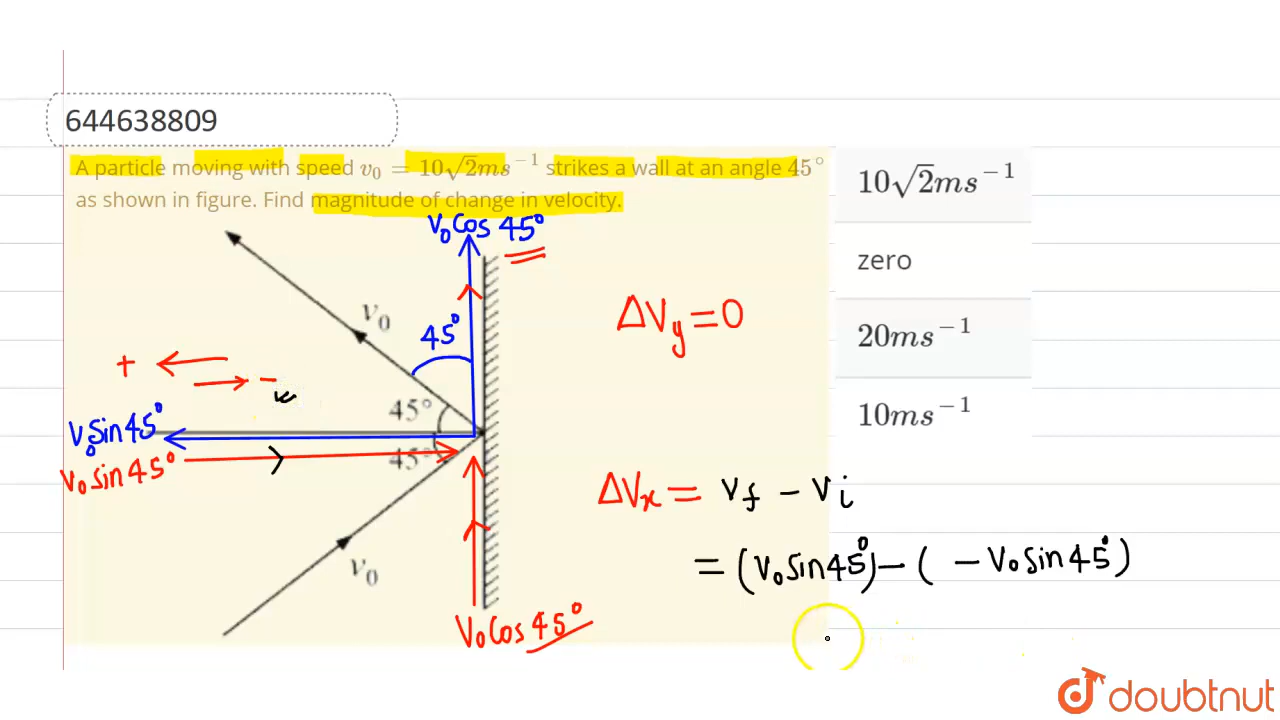 644638809
A particle moving with speed v₀ = 10√2ms⁻¹ strikes a wall at an angle 45°
as shown in figure. Find magnitude of change in velocity.
10√2ms⁻¹
zero
20ms⁻¹
10ms⁻¹
V₀Cos 45°
v₀
45°
ΔVy=0
+
-
45°
V₀Sin45°
V₀sin45°
45°
v₀
V₀Cos 45°
ΔVx = Vf - Vi
= (V₀Sin45°) - ( - V₀Sin45°)
doubtnut